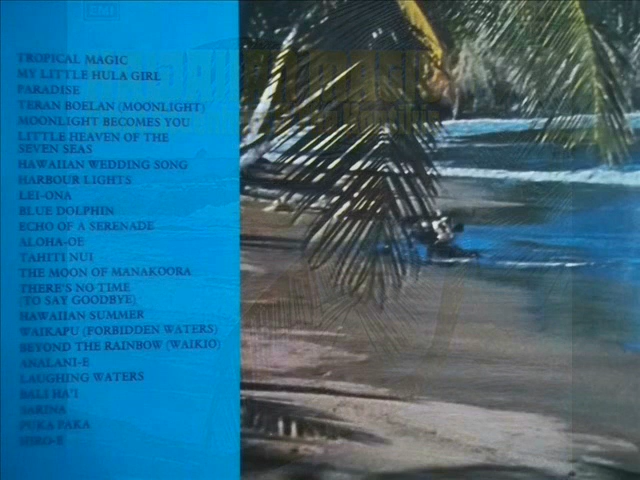 EMI
TROPICAL MAGIC
MY LITTLE HULA GIRL
PARADISE
TERAN BOELAN (MOONLIGHT)
MOONLIGHT BECOMES YOU
LITTLE HEAVEN OF THE
SEVEN SEAS
HAWAIIAN WEDDING SONG
HARBOUR LIGHTS
LEI-ONA
BLUE DOLPHIN
ECHO OF A SERENADE
ALOHA-OE
TAHITI NUI
THE MOON OF MANAKOORA
THERE'S NO TIME
(TO SAY GOODBYE)
HAWAIIAN SUMMER
WAIKAPU (FORBIDDEN WATERS)
BEYOND THE RAINBOW (WAIKIO)
ANALANI-E
LAUGHING WATERS
BALI HA'I
SARINA
PUKA PAKA